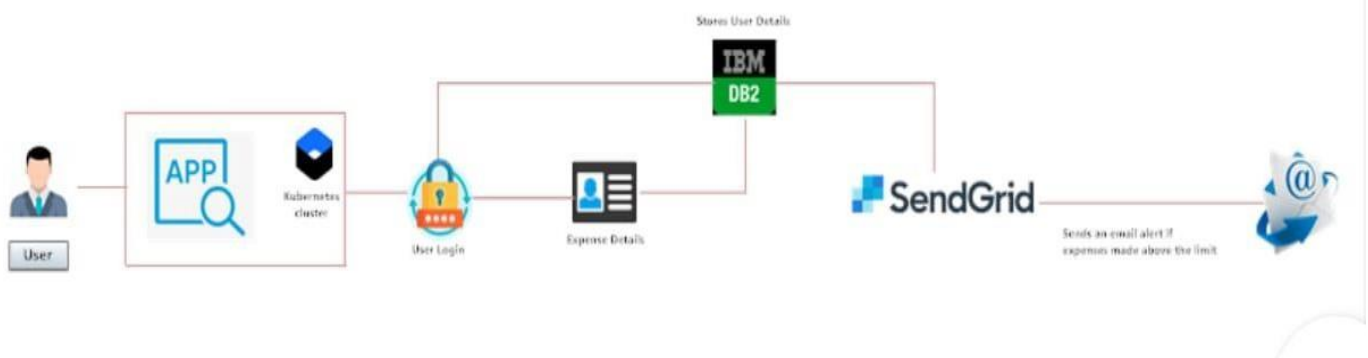 Stores User Details
IBM
DB2
APP
Kubernetes
cluster
User
User Login
Expense Details
SendGrid
@
Sends an email alert if
expenses made above the limit